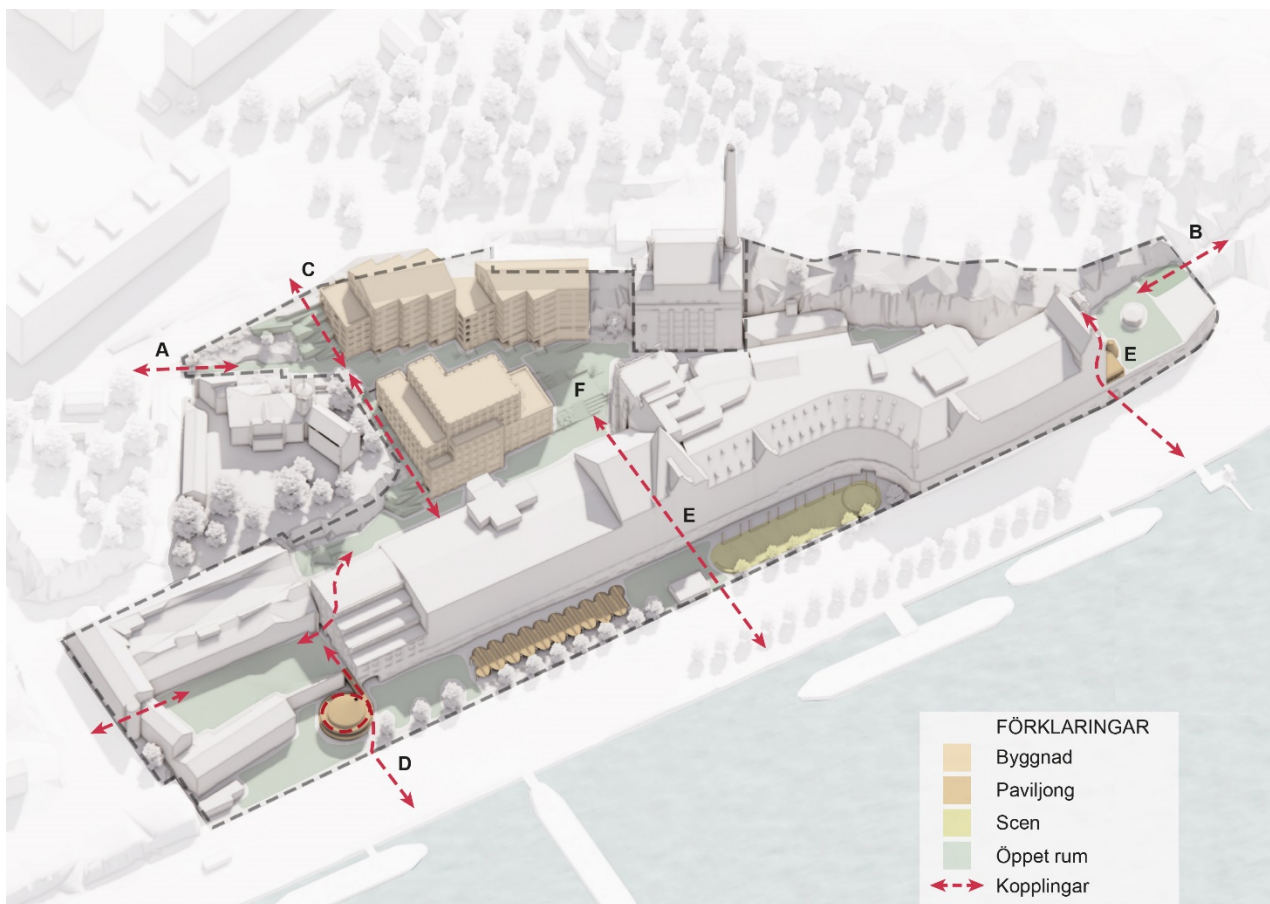 B
C
A
E
F
E
D
FÖRKLARINGAR
Byggnad
Paviljong
Scen
Öppet rum
Kopplingar